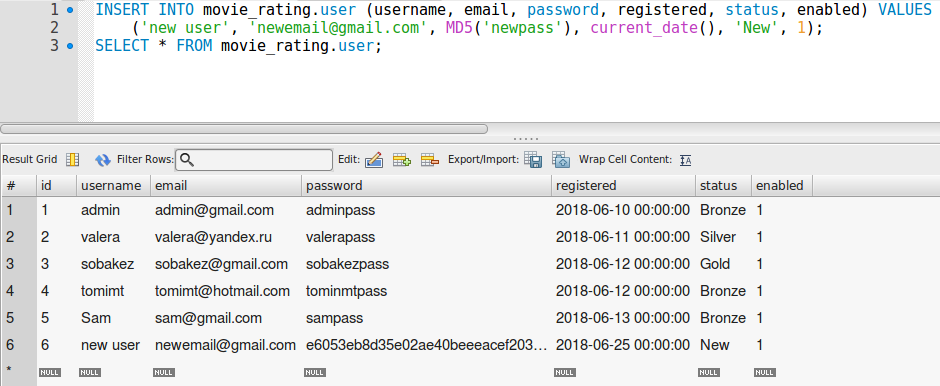 1 INSERT INTO movie_rating.user (username, email, password, registered, status, enabled) VALUES
2 ('new user', 'newemail@gmail.com', MD5('newpass'), current_date(), 'New', 1);
3 SELECT * FROM movie_rating.user;
Result Grid Filter Rows: Edit: Export/Import: Wrap Cell Content: IA
# id username email password registered status enabled
1 1 admin admin@gmail.com adminpass 2018-06-10 00:00:00 Bronze 1
2 2 valera valera@yandex.ru valerapass 2018-06-11 00:00:00 Silver 1
3 3 sobakez sobakez@gmail.com sobakezpass 2018-06-12 00:00:00 Gold 1
4 4 tomimt tomimt@hotmail.com tominmtpass 2018-06-12 00:00:00 Bronze 1
5 5 Sam sam@gmail.com sampass 2018-06-13 00:00:00 Bronze 1
6 6 new user newemail@gmail.com e6053eb8d35e02ae40beeeacef203... 2018-06-25 00:00:00 New 1
* NULL NULL NULL NULL NULL NULL NULL